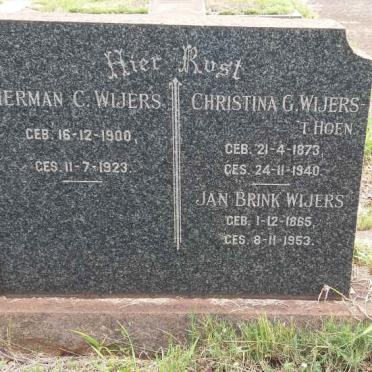 Hier Rust
HERMAN C. WIJERS
GEB. 16-12-1900,
GES. 11-7-1923.
CHRISTINA G. WIJERS-
'T HOEN.
GEB. 21-4-1873,
GES. 24-11-1940.
JAN BRINK WIJERS
GEB. 1-12-1865,
GES. 8-11-1953.